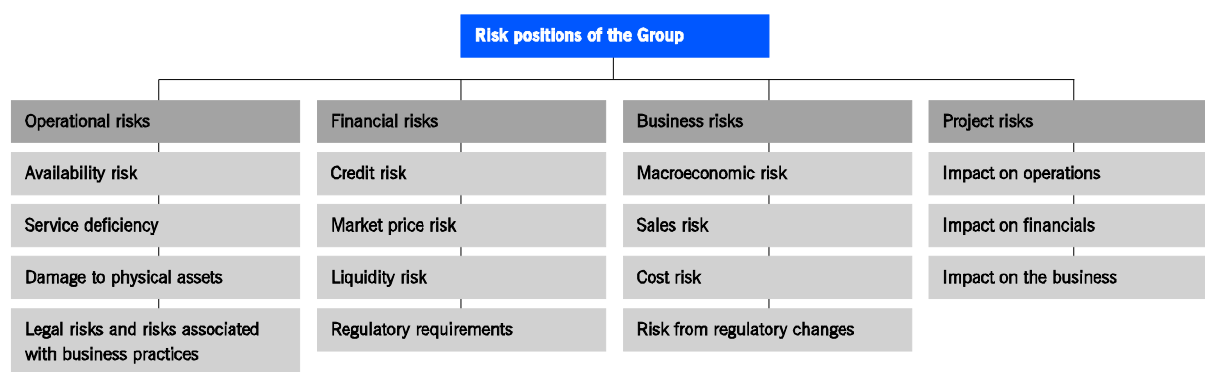 Risk positions of the Group
Operational risks
Availability risk
Service deficiency
Damage to physical assets
Legal risks and risks associated
with business practices
Financial risks
Credit risk
Market price risk
Liquidity risk
Regulatory requirements
Business risks
Macroeconomic risk
Sales risk
Cost risk
Risk from regulatory changes
Project risks
Impact on operations
Impact on financials
Impact on the business